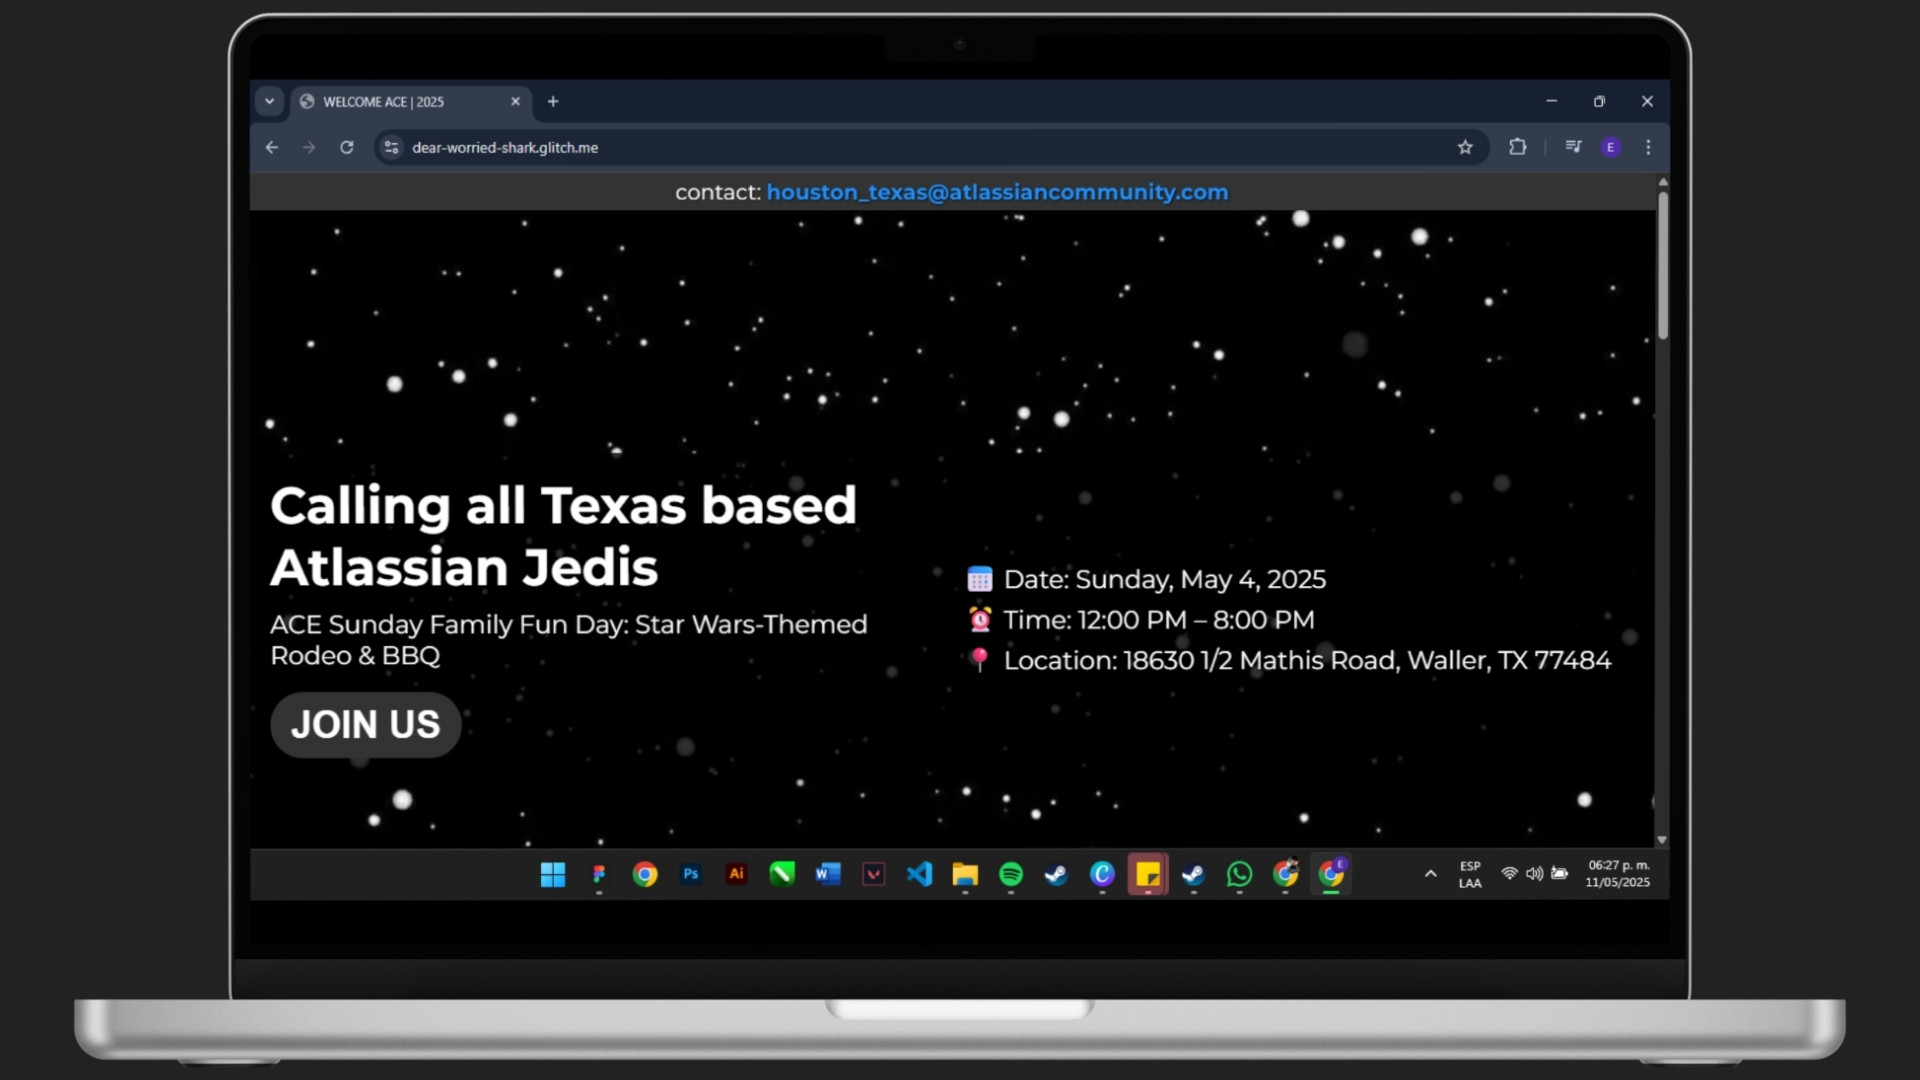 WELCOME ACE | 2025
dear-worried-shark.glitch.me
E
contact: houston_texas@atlassiancommunity.com
Calling all Texas based
Atlassian Jedis
ACE Sunday Family Fun Day: Star Wars-Themed
Rodeo & BBQ
JOIN US
Date: Sunday, May 4, 2025
Time: 12:00 PM – 8:00 PM
Location: 18630 1/2 Mathis Road, Waller, TX 77484
Ps
Ai
W
C
E
ESP
LAA
06:27 p. m.
11/05/2025